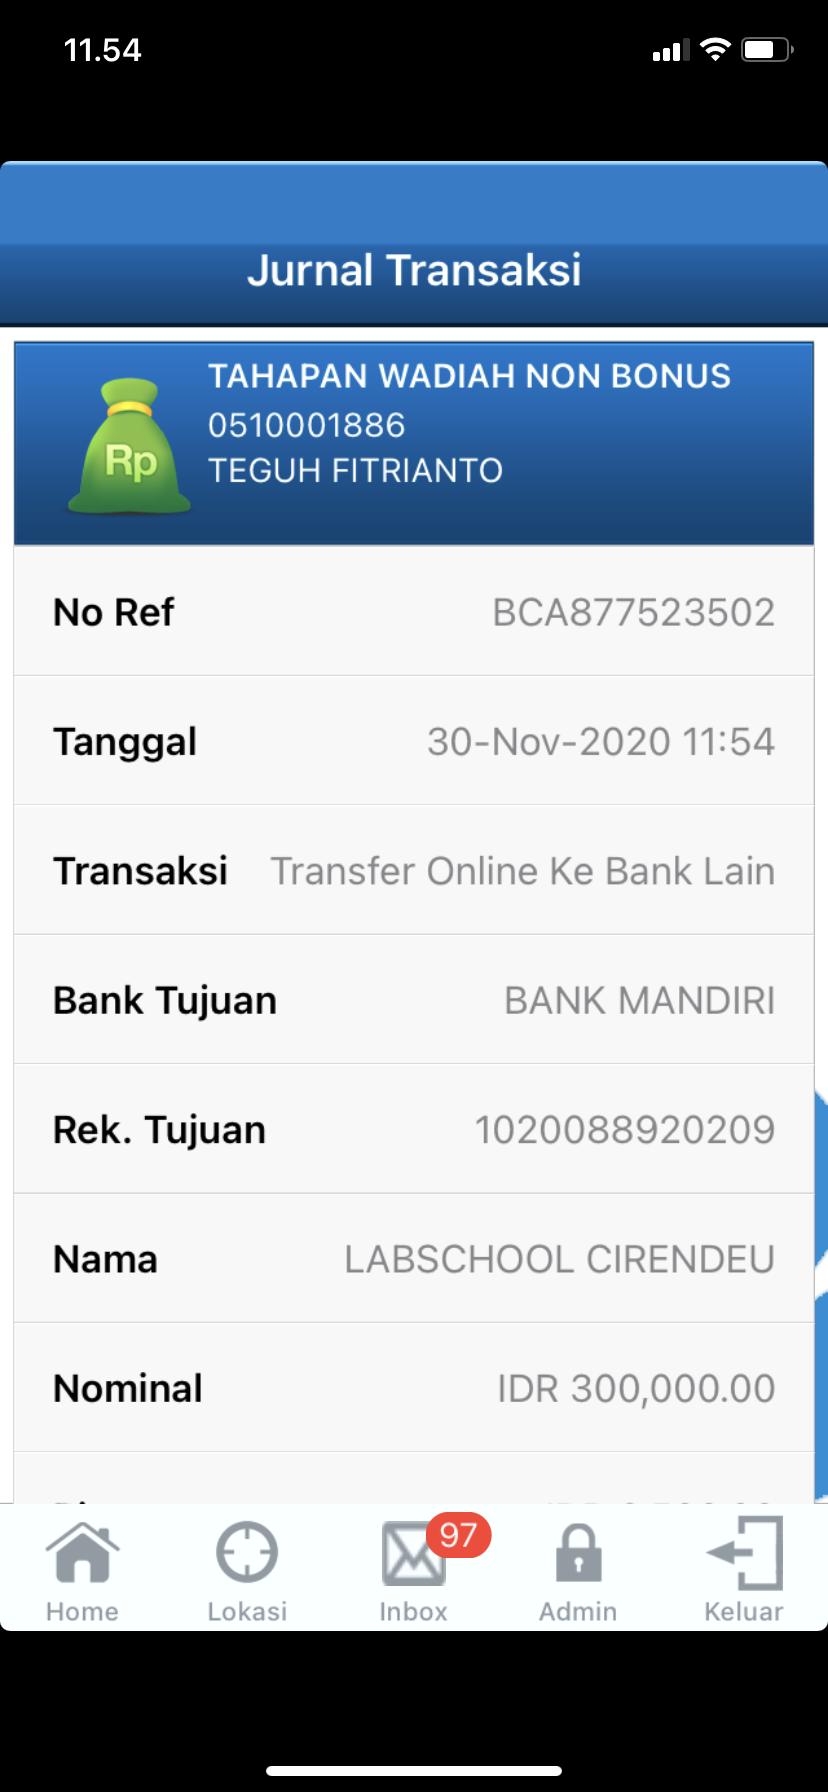 11.54
Jurnal Transaksi
TAHAPAN WADIAH NON BONUS
0510001886
Rp
TEGUH FITRIANTO
No Ref BCA877523502
Tanggal 30-Nov-2020 11:54
Transaksi Transfer Online Ke Bank Lain
Bank Tujuan BANK MANDIRI
Rek. Tujuan 1020088920209
Nama LABSCHOOL CIRENDEU
Nominal IDR 300,000.00
97
Home Lokasi Inbox Admin Keluar